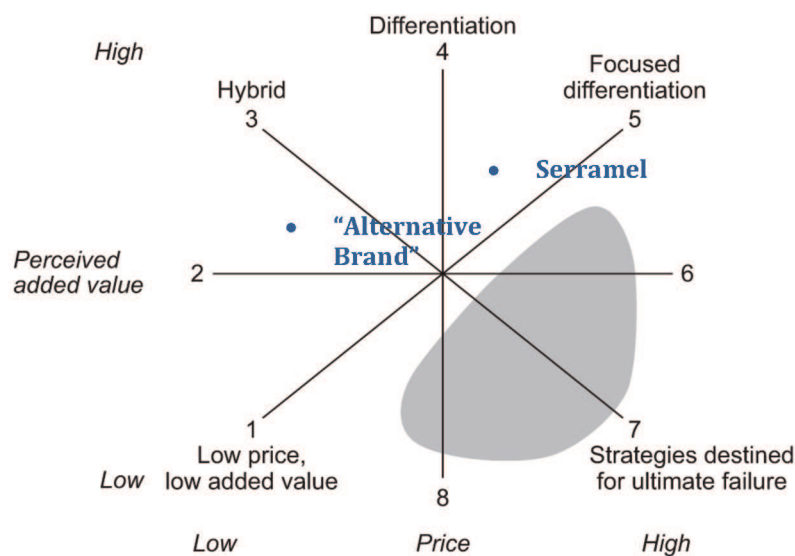 Differentiation
4
High
Focused
differentiation
5
Hybrid
3
Serramel
“Alternative
Brand”
Perceived
added value
2
6
1
Low price,
low added value
7
Strategies destined
for ultimate failure
Low
8
Low
Price
High